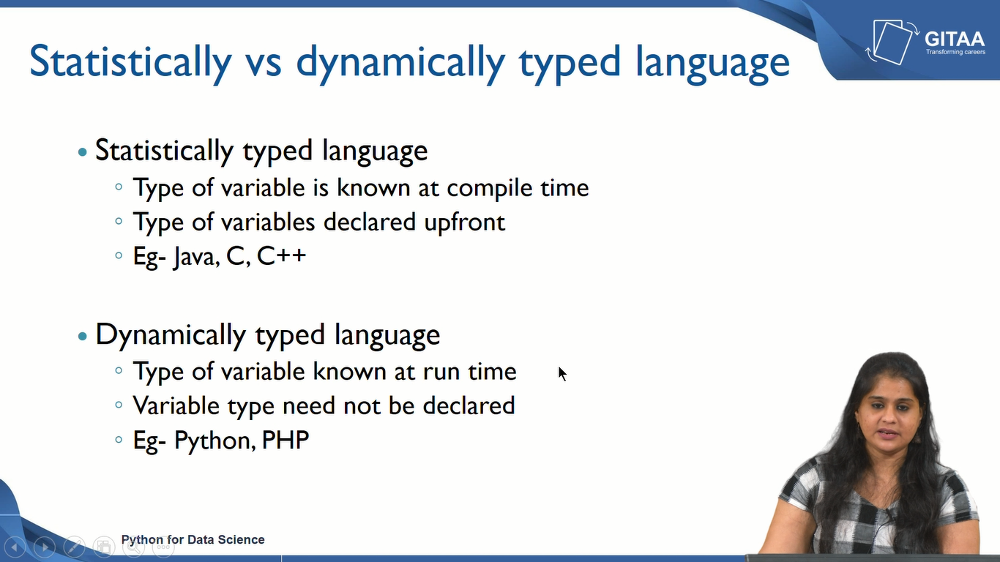 GITAA
Transforming careers
Statistically vs dynamically typed language
Statistically typed language
Type of variable is known at compile time
Type of variables declared upfront
Eg- Java, C, C++
Dynamically typed language
Type of variable known at run time
Variable type need not be declared
Eg- Python, PHP
Python for Data Science